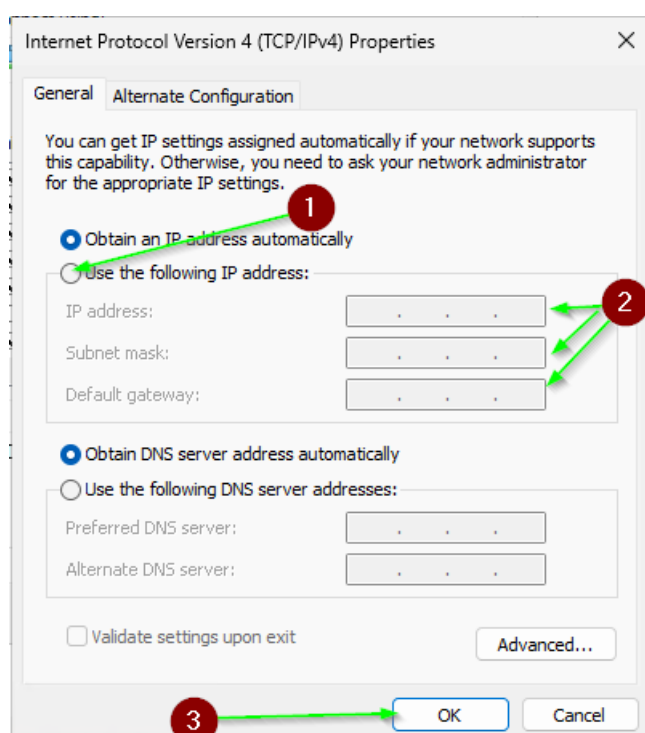 Internet Protocol Version 4 (TCP/IPv4) Properties
General
Alternate Configuration
You can get IP settings assigned automatically if your network supports
this capability. Otherwise, you need to ask your network administrator
for the appropriate IP settings.
1
Obtain an IP address automatically
Use the following IP address:
IP address:
2
Subnet mask:
Default gateway:
Obtain DNS server address automatically
Use the following DNS server addresses:
Preferred DNS server:
Alternate DNS server:
Validate settings upon exit
Advanced...
3
OK
Cancel